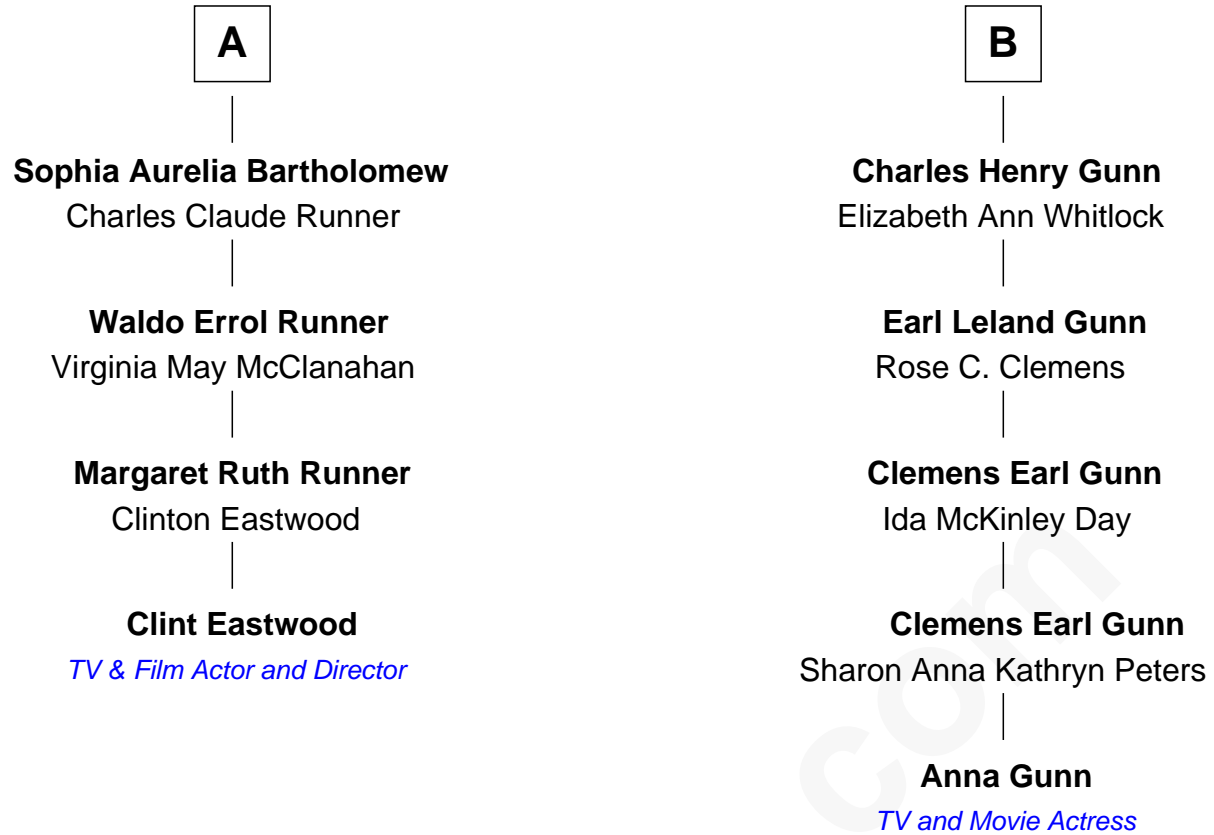 A
Sophia Aurelia Bartholomew
Charles Claude Runner
Waldo Errol Runner
Virginia May McClanahan
Margaret Ruth Runner
Clinton Eastwood
Clint Eastwood
TV & Film Actor and Director
B
Charles Henry Gunn
Elizabeth Ann Whitlock
Earl Leland Gunn
Rose C. Clemens
Clemens Earl Gunn
Ida McKinley Day
Clemens Earl Gunn
Sharon Anna Kathryn Peters
Anna Gunn
TV and Movie Actress
com